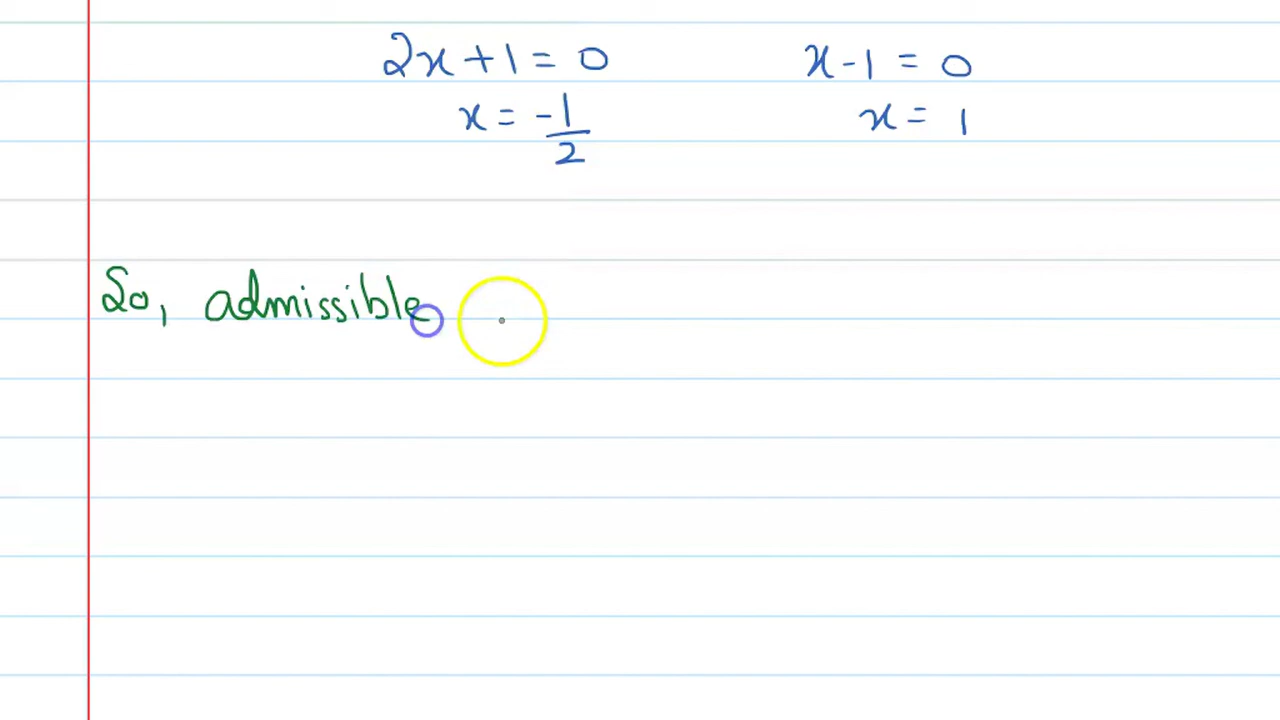 2x + 1 = 0    x - 1 = 0
x = -1/2    x = 1
So, admissible